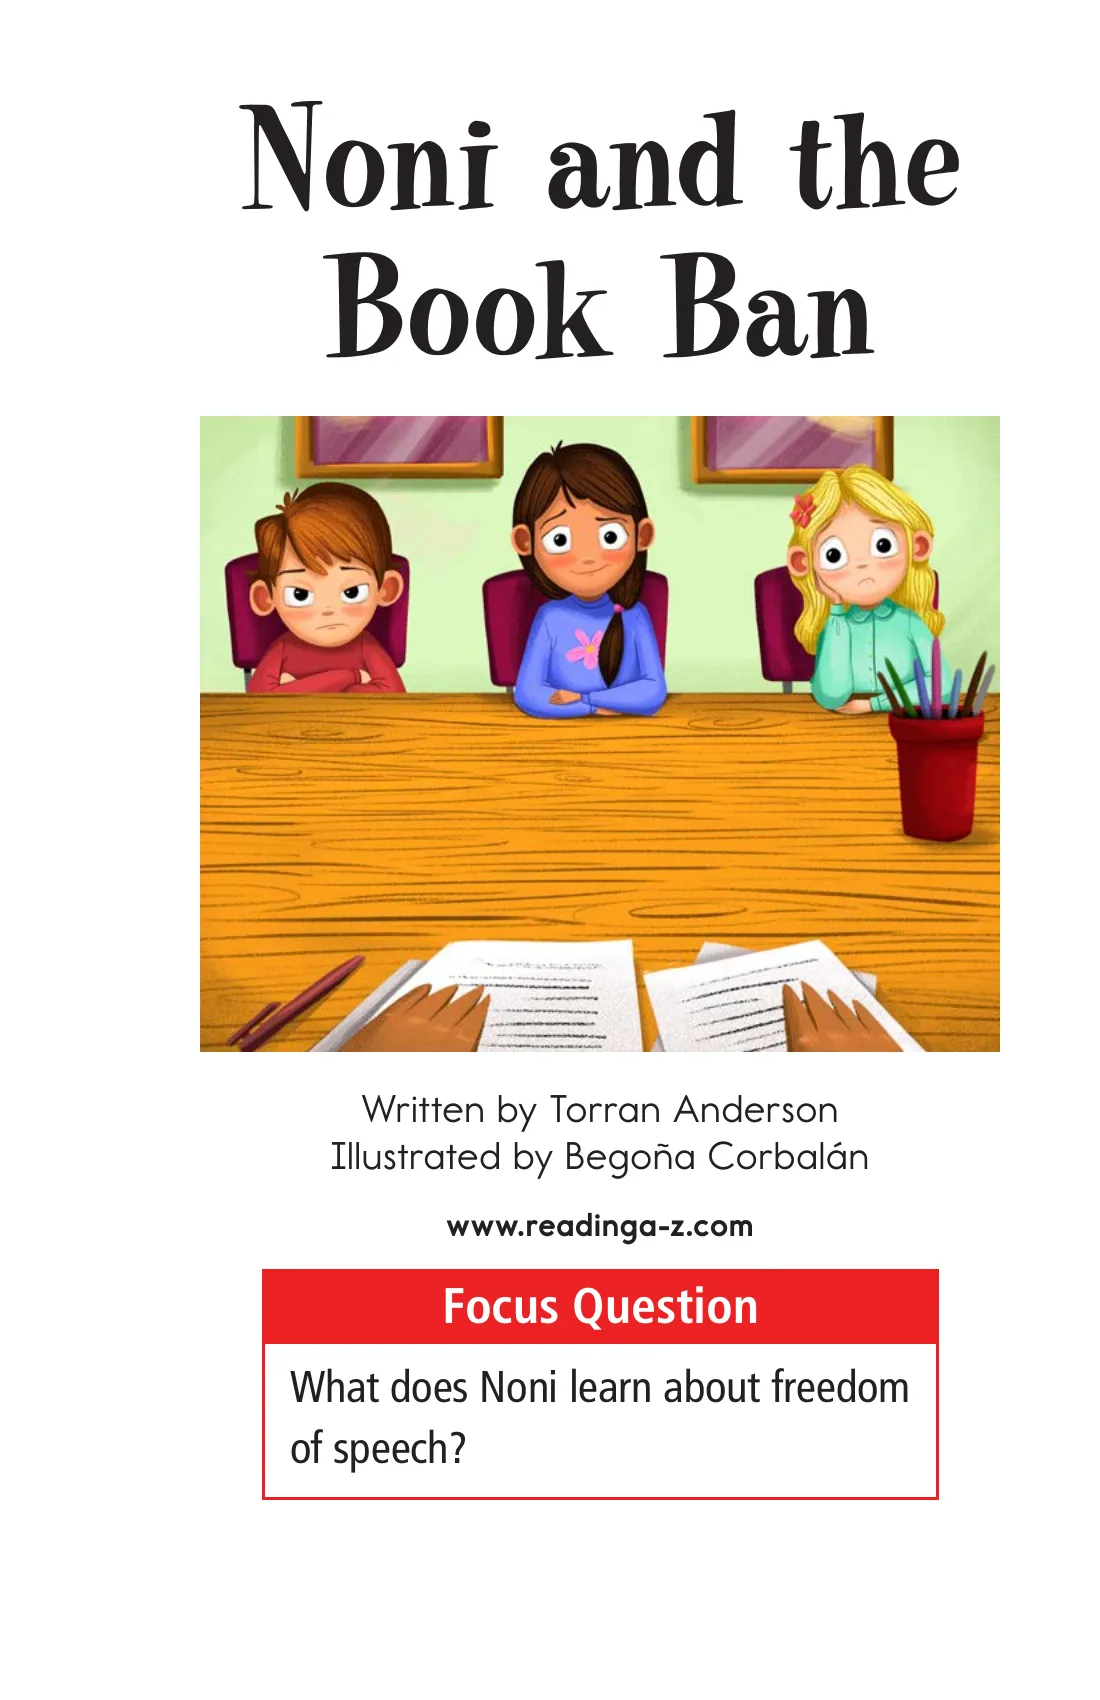 Noni and the
Book Ban
Written by Torran Anderson
Illustrated by Begoña Corbalán
www.readinga-z.com
Focus Question
What does Noni learn about freedom
of speech?